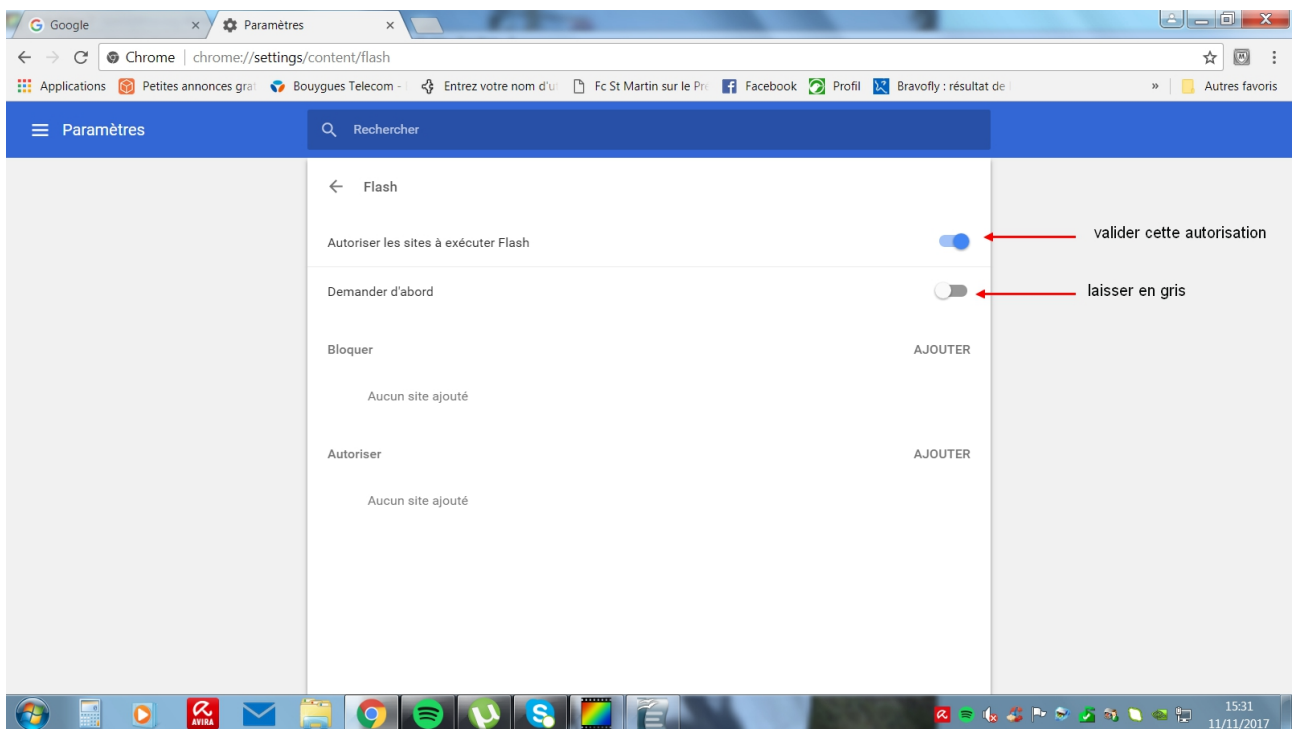 Google
Paramètres
Chrome | chrome://settings/content/flash
Applications Petites annonces grat Bouygues Telecom - Entrez votre nom d'u Fc St Martin sur le Pr Facebook Profil Bravofly : résultat de » Autres favoris
Paramètres
Rechercher
Flash
Autoriser les sites à exécuter Flash
valider cette autorisation
Demander d'abord
laisser en gris
Bloquer AJOUTER
Aucun site ajouté
Autoriser AJOUTER
Aucun site ajouté
AVIRA
15:31
11/11/2017